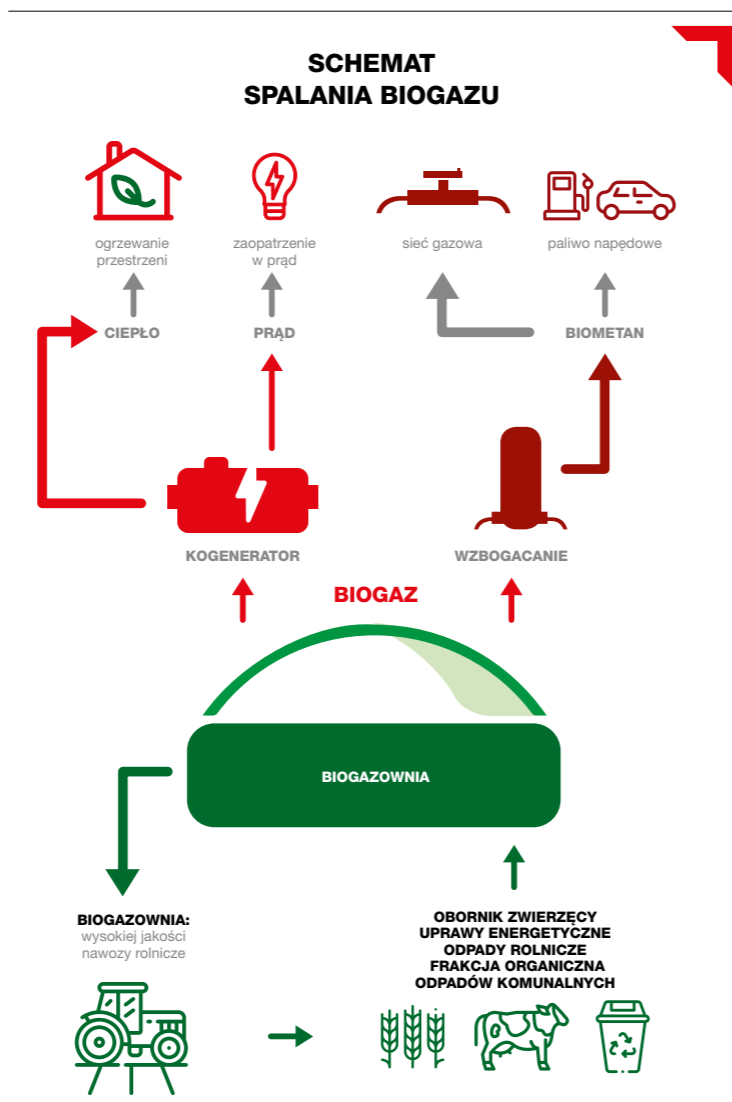 SCHEMAT
SPALANIA BIOGAZU
ogrzewanie
przestrzeni
zaopatrzenie
w prąd
sieć gazowa
paliwo napędowe
CIEPŁO
PRĄD
BIOMETAN
KOGENERATOR
WZBOGACANIE
BIOGAZ
BIOGAZOWNIA
BIOGAZOWNIA:
wysokiej jakości
nawozy rolnicze
OBORNIK ZWIERZĘCY
UPRAWY ENERGETYCZNE
ODPADY ROLNICZE
FRAKCJA ORGANICZNA
ODPADÓW KOMUNALNYCH